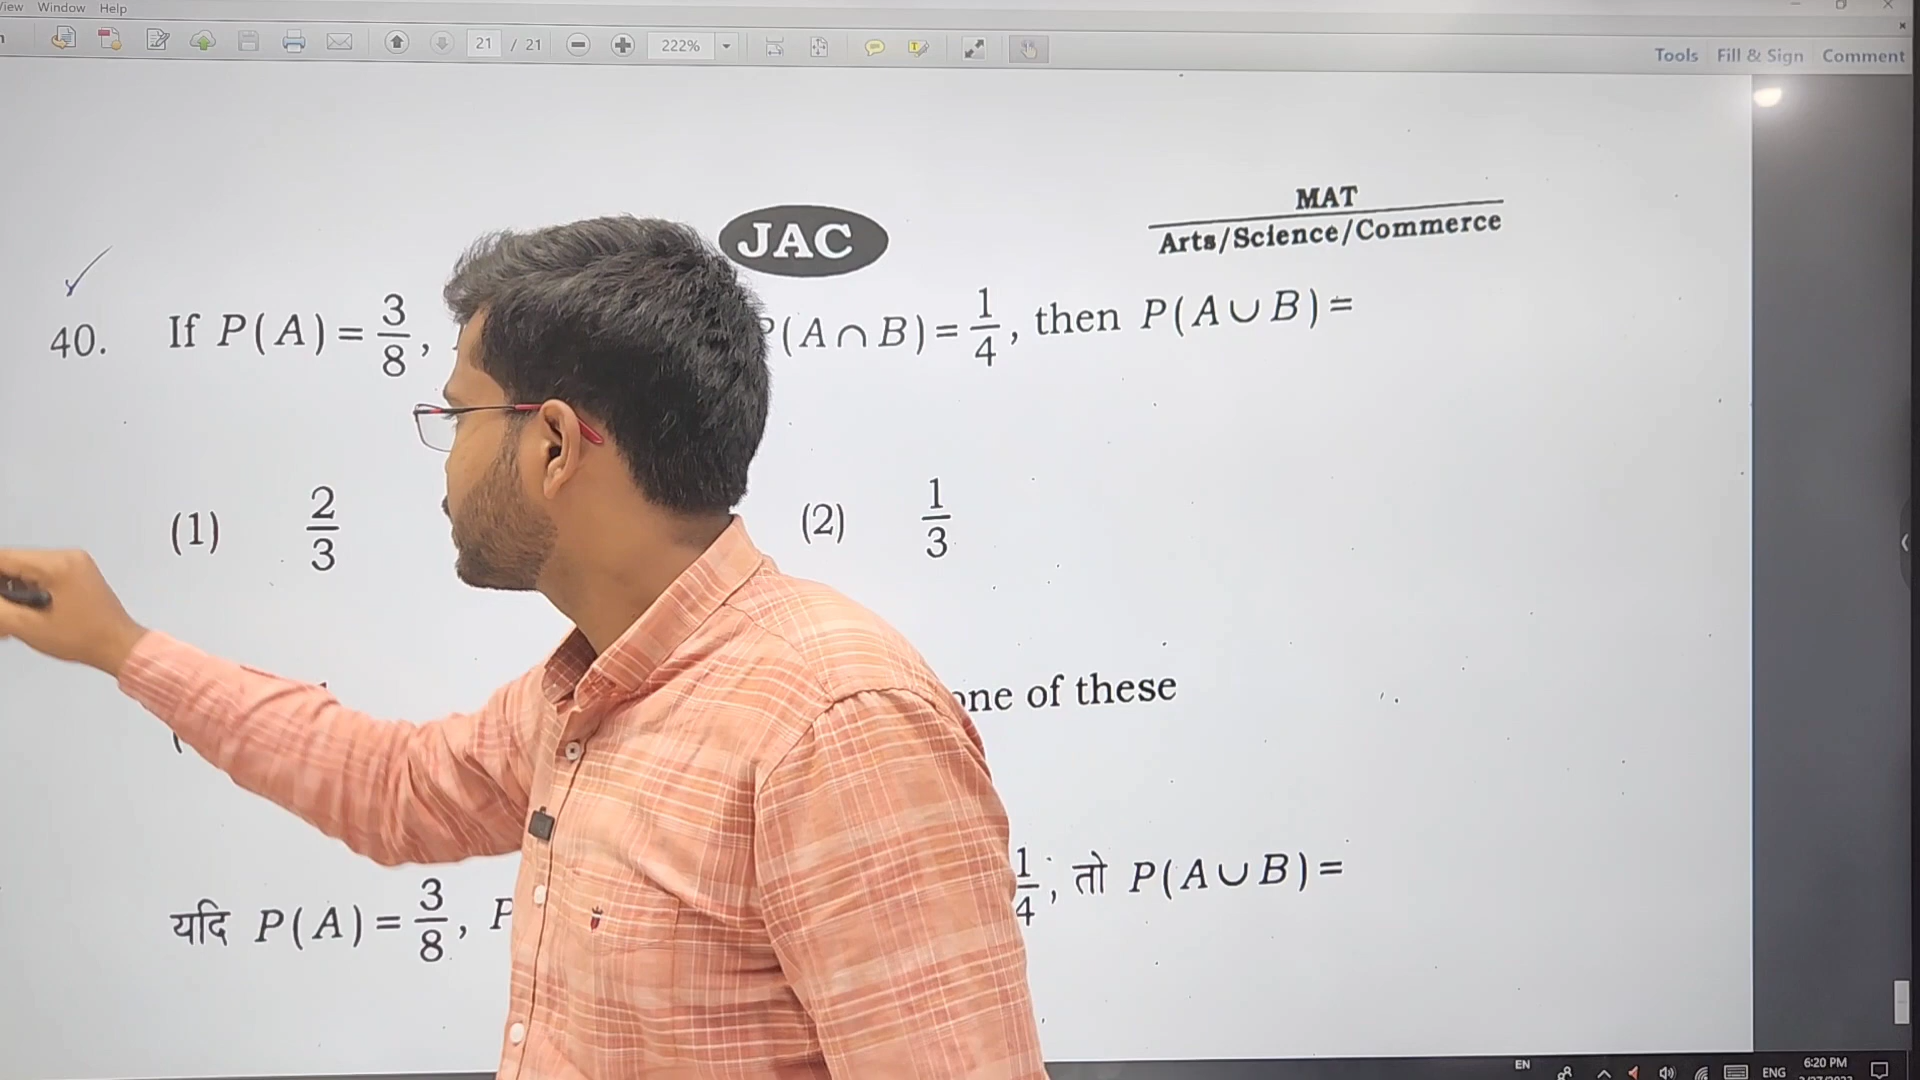 View Window Help
21 / 21 222%
Tools Fill & Sign Comment
MAT
JAC
Arts/Science/Commerce
40. If P(A) = 3/8, P(A∩B) = 1/4, then P(A∪B) =
(1) 2/3 (2) 1/3
of these
यदि P(A) = 3/8, P 1/4, तो P(A∪B) =
EN ENG 6:20 PM